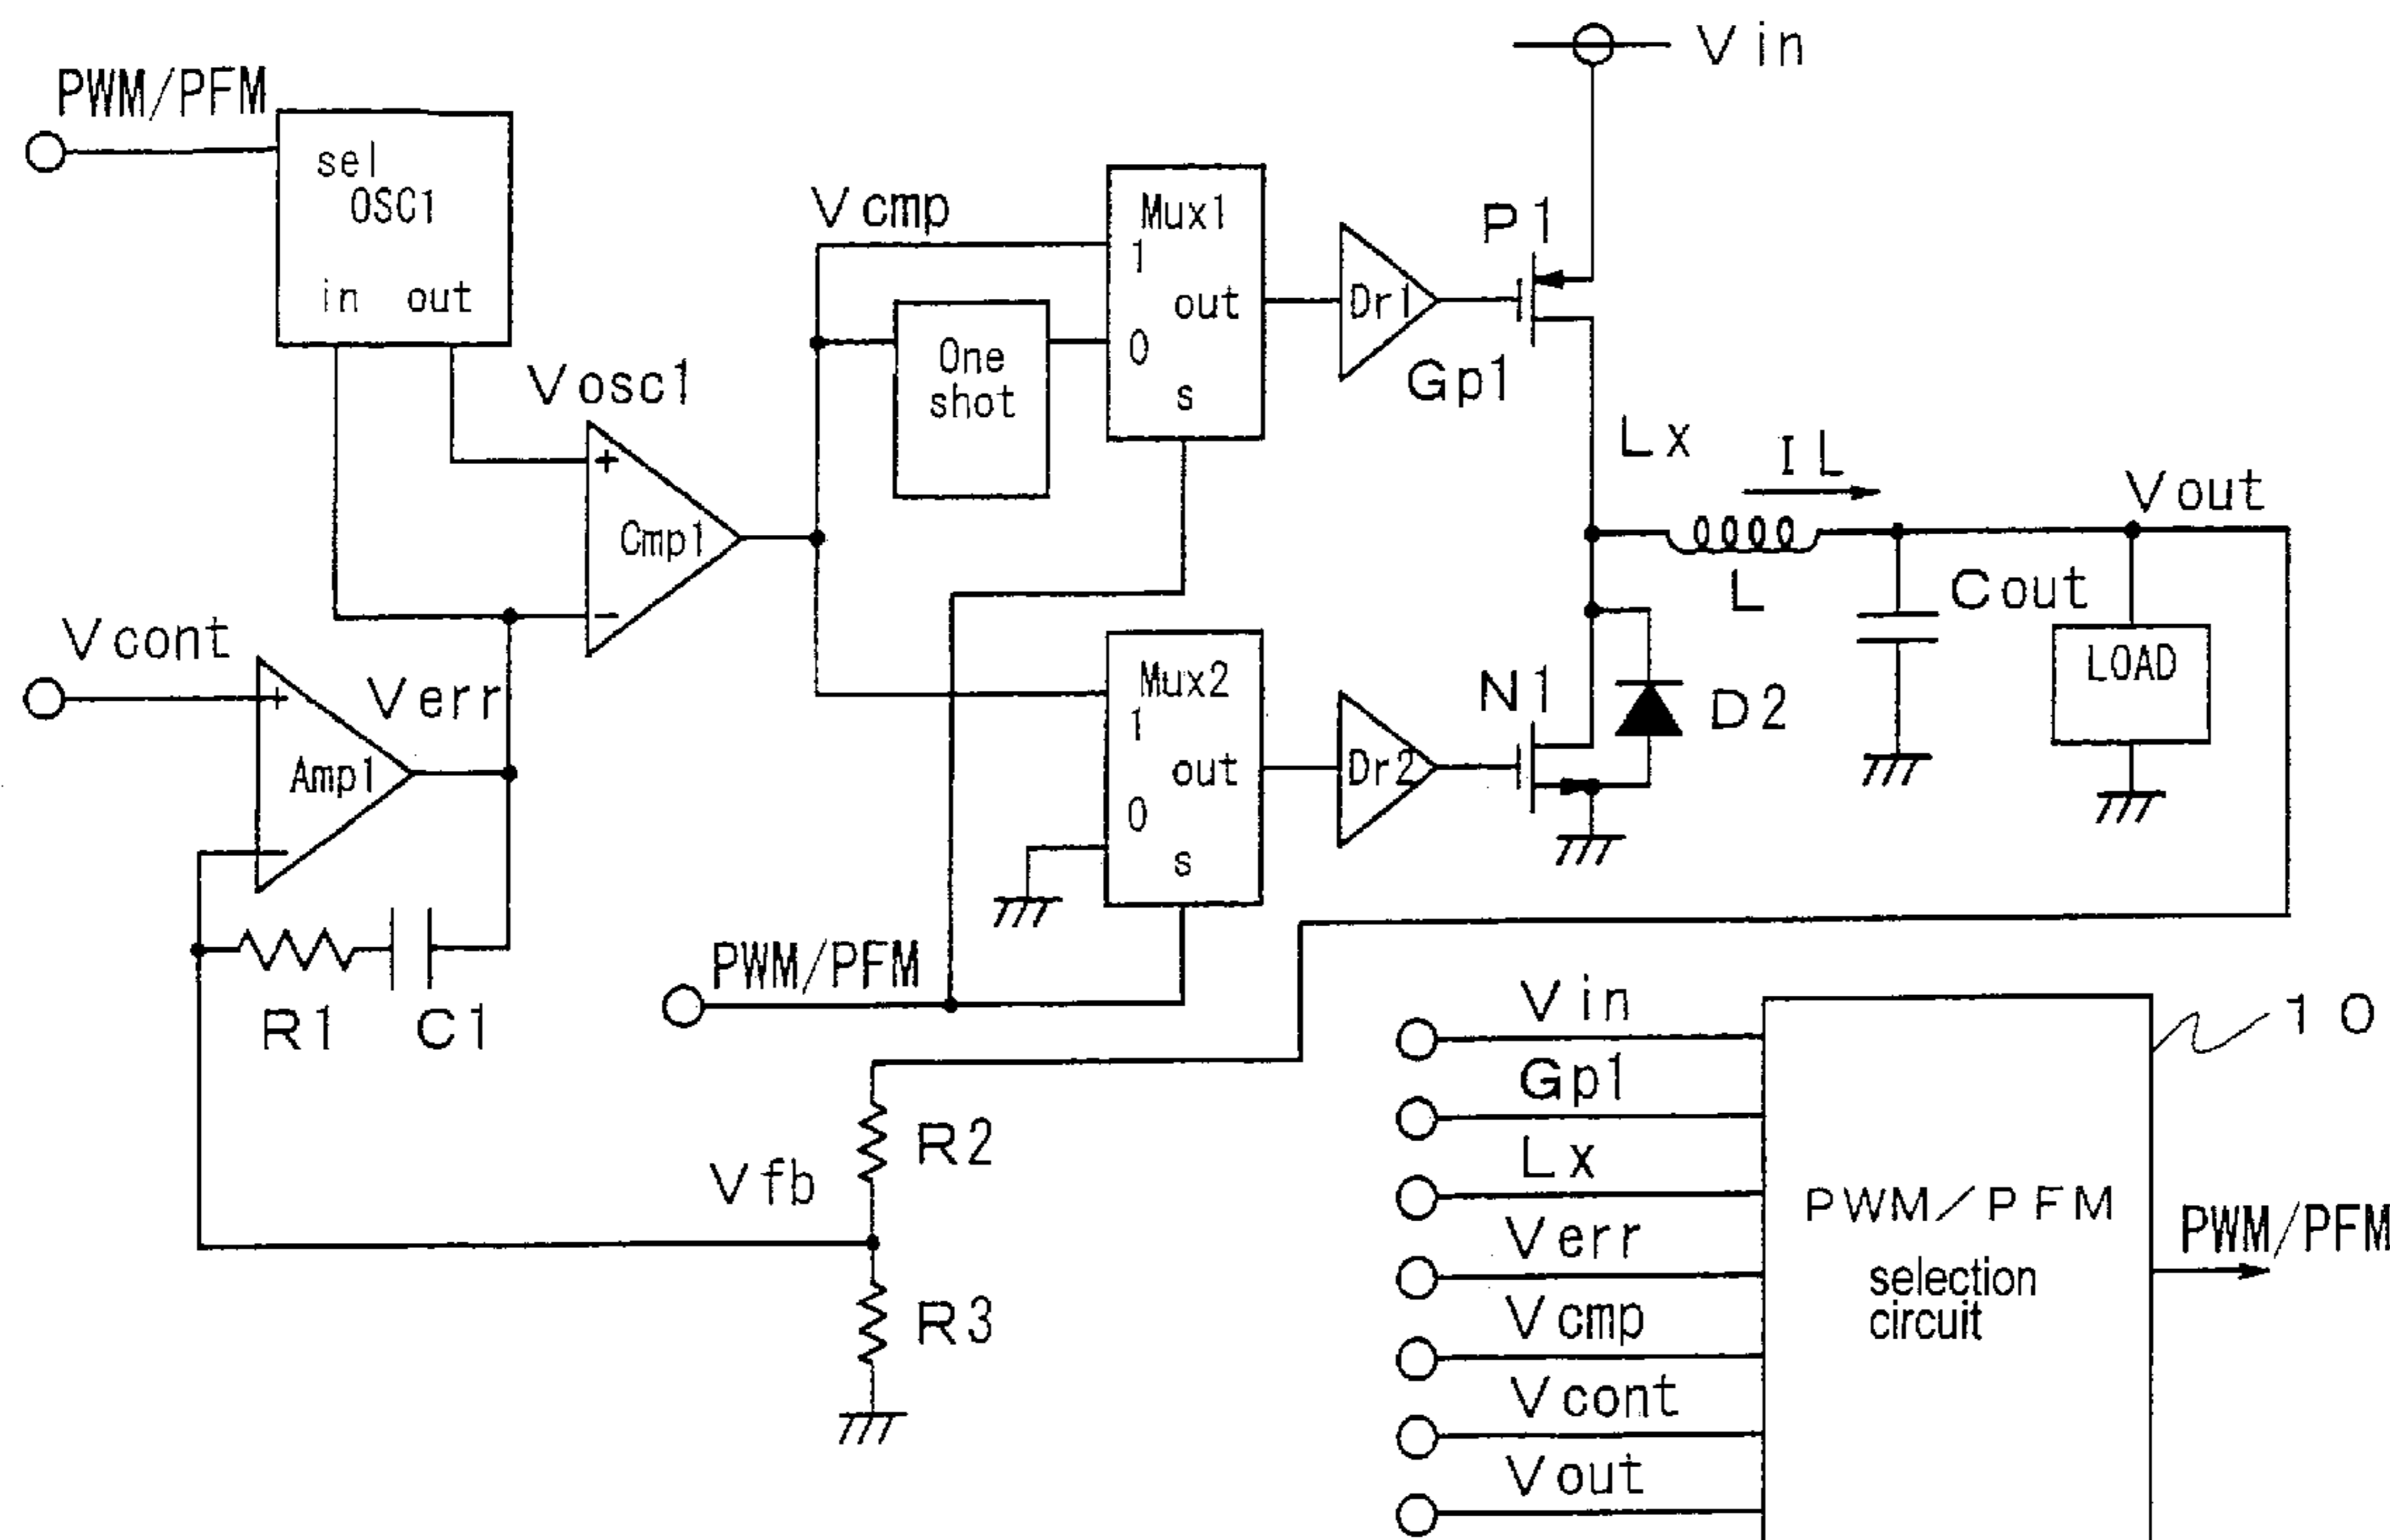 Vin
PWM/PFM
sel
OSC1
in out
Vosc1
Vcmp
Mux1
1
out
0
s
One
shot
Dr1
P1
Gp1
Lx
IL
Vout
L
Cout
LOAD
+
Cmp1
-
Vcont
+
Verr
Amp1
-
R1
C1
Mux2
1
out
0
s
Dr2
N1
D2
PWM/PFM
R2
Vfb
R3
Vin
Gp1
Lx
Verr
Vcmp
Vcont
Vout
PWM/PFM
selection
circuit
10
PWM/PFM